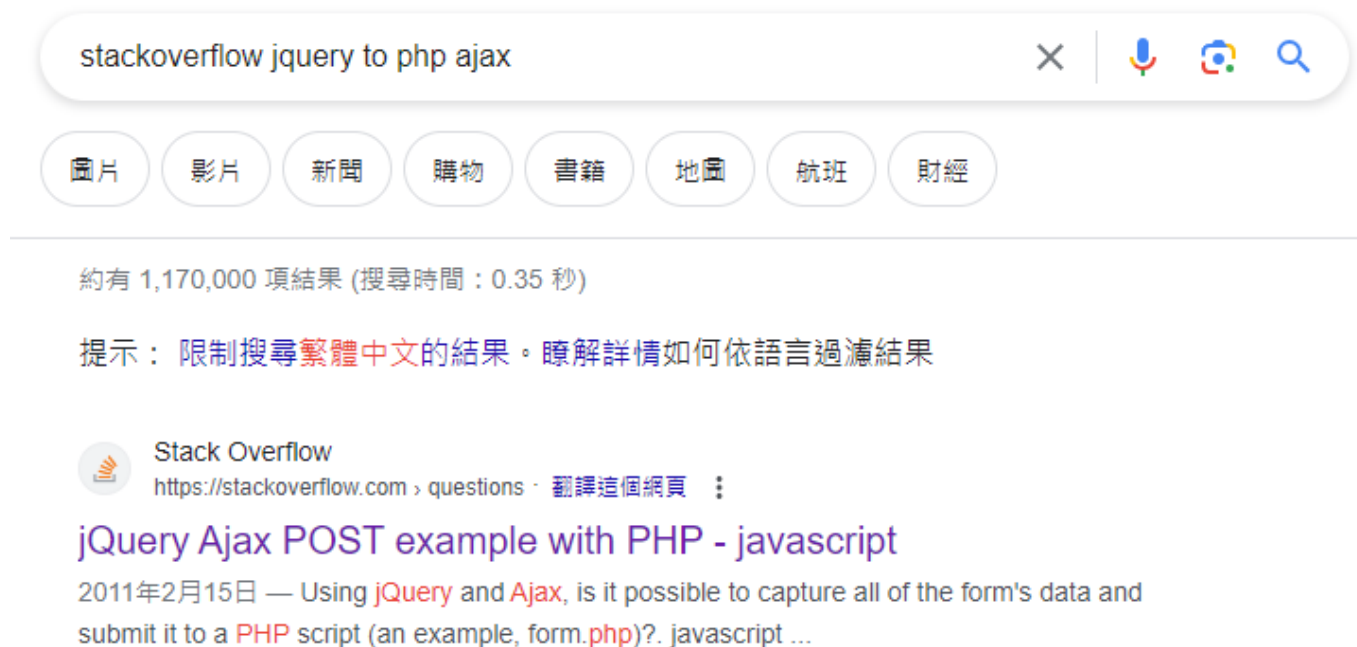 stackoverflow jquery to php ajax
圖片 影片 新聞 購物 書籍 地圖 航班 財經
約有 1,170,000 項結果 (搜尋時間：0.35 秒)
提示： 限制搜尋繁體中文的結果。瞭解詳情如何依語言過濾結果
Stack Overflow
https://stackoverflow.com › questions · 翻譯這個網頁
jQuery Ajax POST example with PHP - javascript
2011年2月15日 — Using jQuery and Ajax, is it possible to capture all of the form's data and
submit it to a PHP script (an example, form.php)?. javascript ...